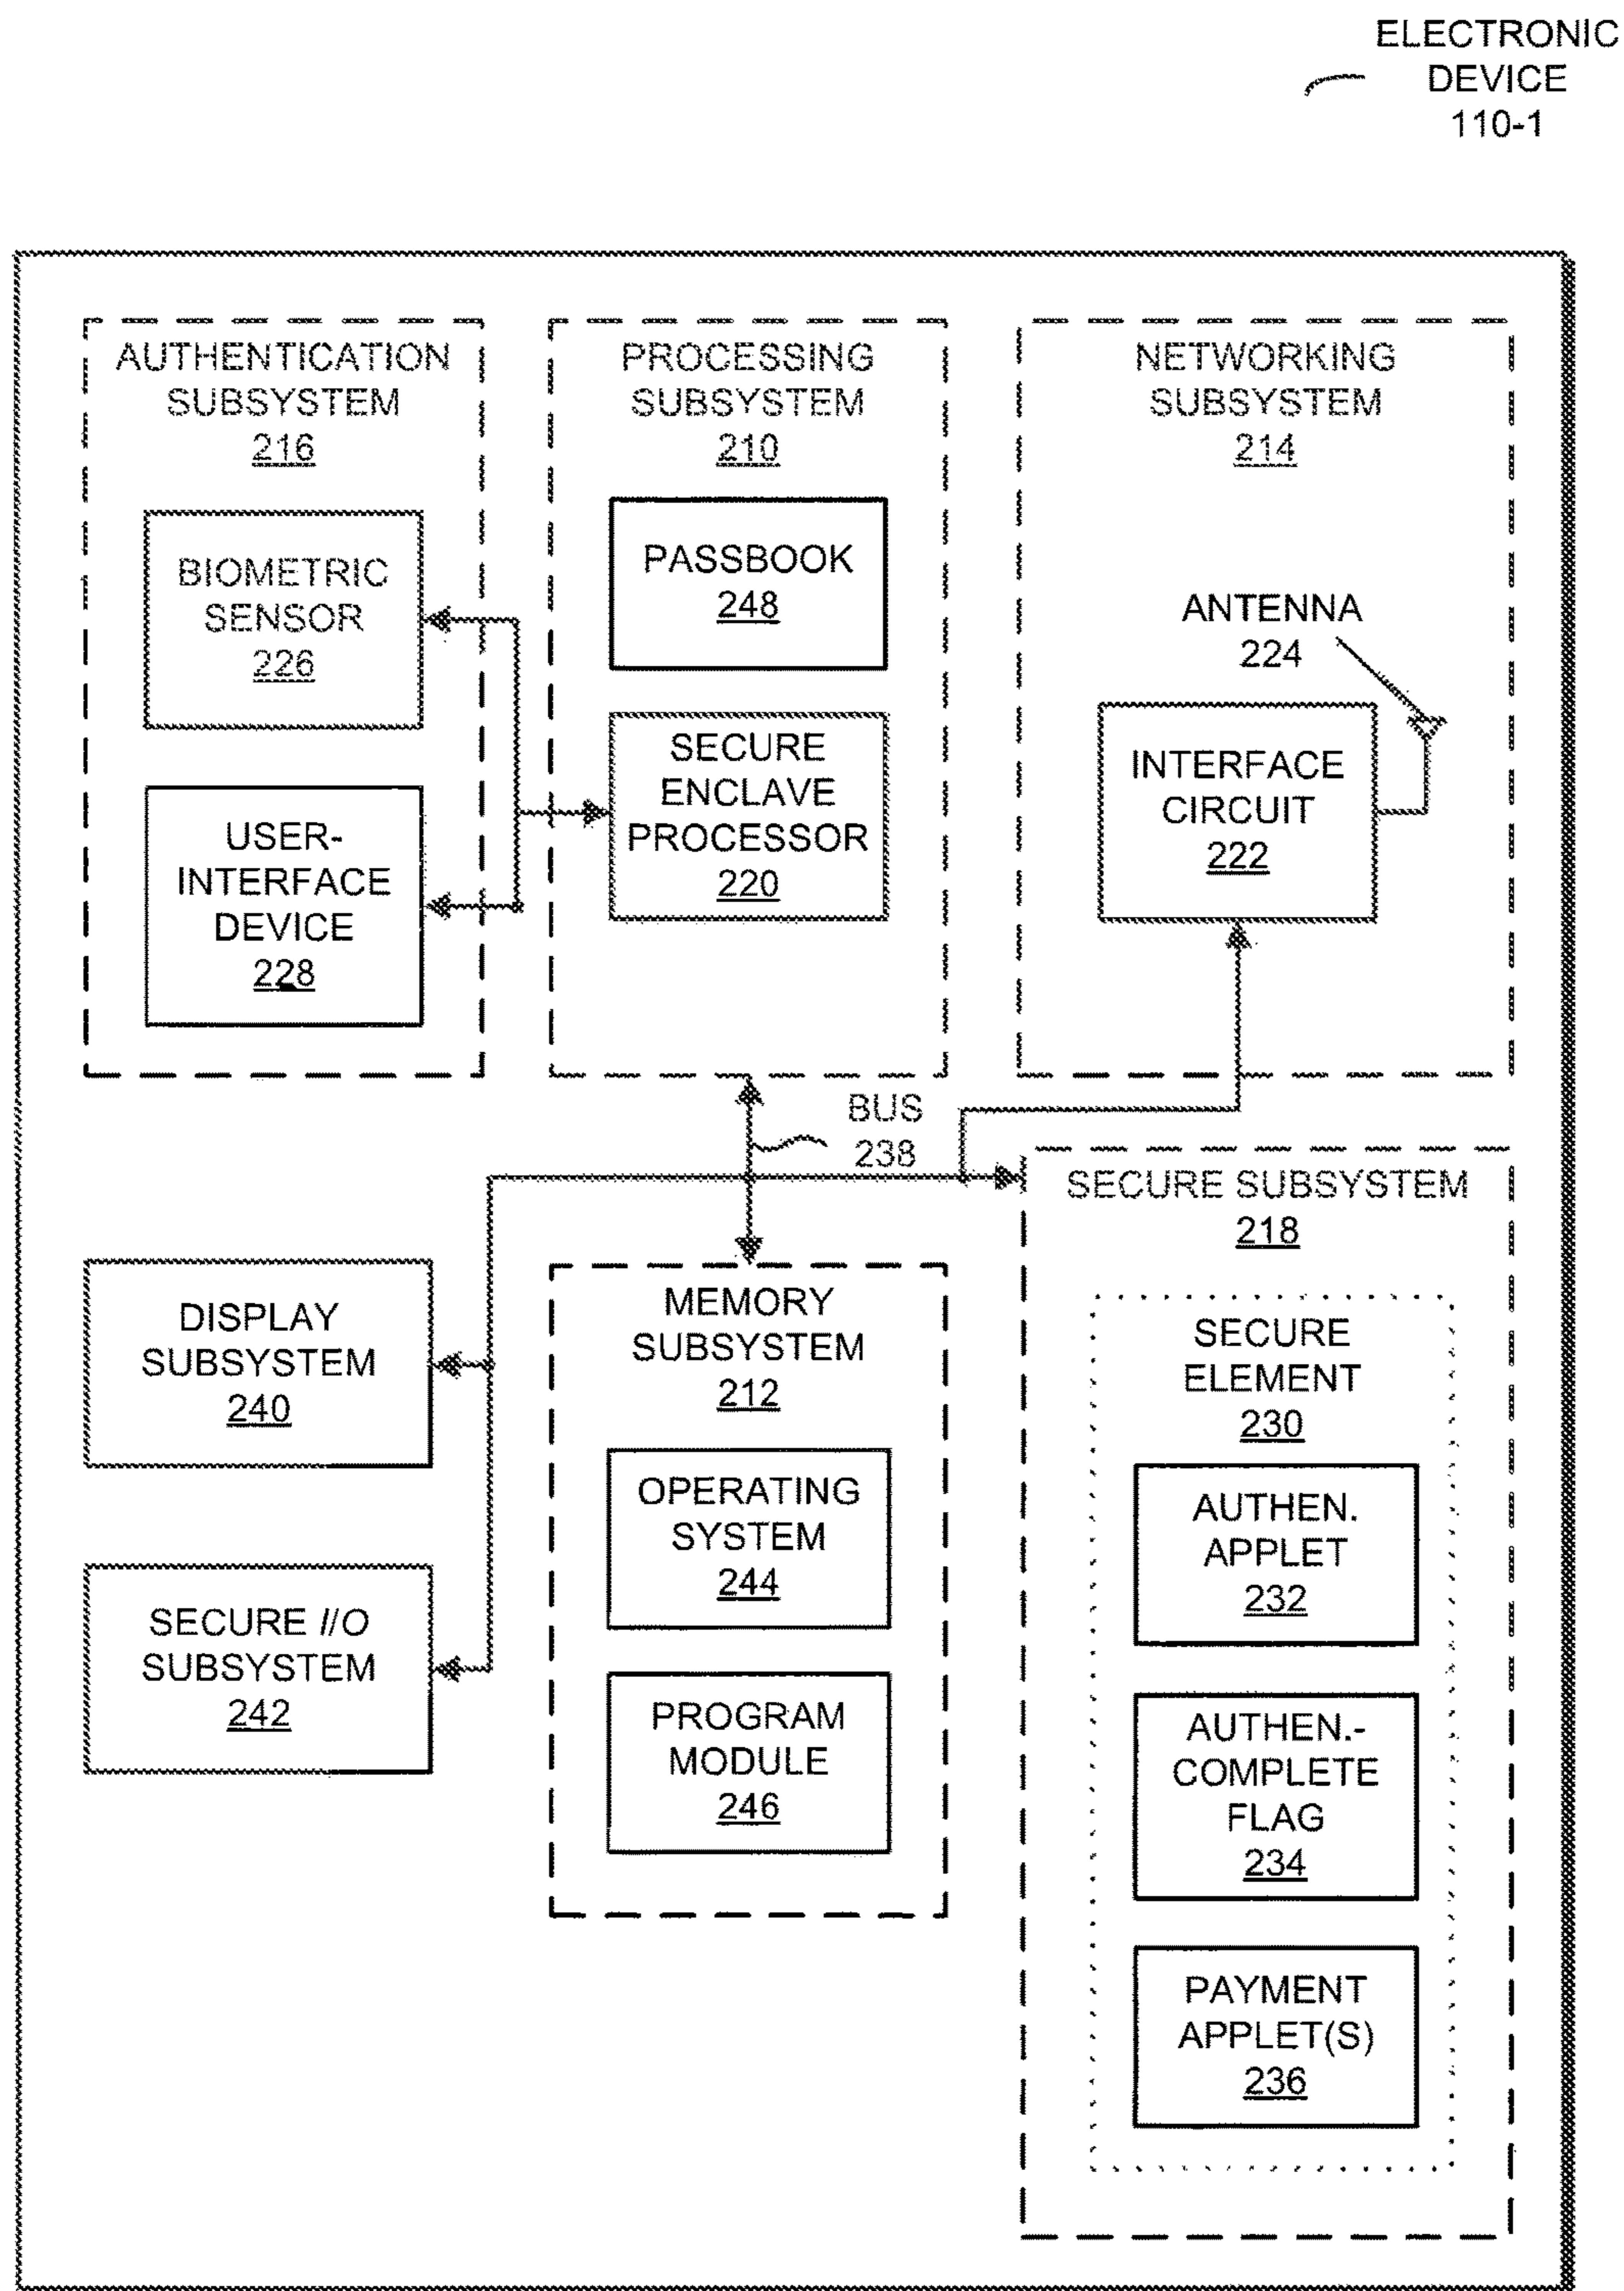 ELECTRONIC
DEVICE
110-1
AUTHENTICATION
SUBSYSTEM
216
BIOMETRIC
SENSOR
226
USER-
INTERFACE
DEVICE
228
PROCESSING
SUBSYSTEM
210
PASSBOOK
248
SECURE
ENCLAVE
PROCESSOR
220
NETWORKING
SUBSYSTEM
214
ANTENNA
224
INTERFACE
CIRCUIT
222
BUS
238
DISPLAY
SUBSYSTEM
240
SECURE I/O
SUBSYSTEM
242
MEMORY
SUBSYSTEM
212
OPERATING
SYSTEM
244
PROGRAM
MODULE
246
SECURE SUBSYSTEM
218
SECURE
ELEMENT
230
AUTHEN.
APPLET
232
AUTHEN.-
COMPLETE
FLAG
234
PAYMENT
APPLET(S)
236